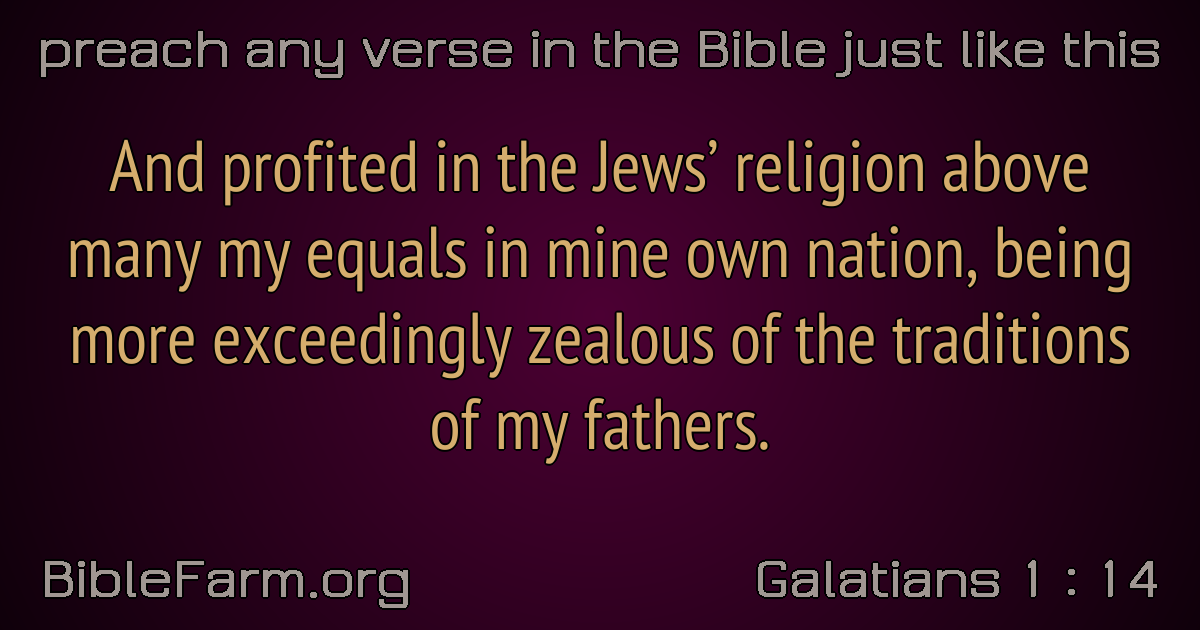 preach any verse in the Bible just like this
And profited in the Jews’ religion above
many my equals in mine own nation, being
more exceedingly zealous of the traditions
of my fathers.
BibleFarm.org
Galatians 1 : 14